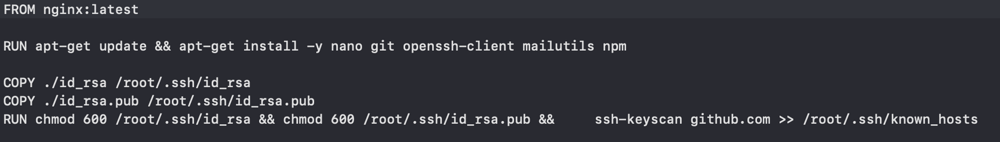 FROM nginx:latest
RUN apt-get update && apt-get install -y nano git openssh-client mailutils npm
COPY ./id_rsa /root/.ssh/id_rsa
COPY ./id_rsa.pub /root/.ssh/id_rsa.pub
RUN chmod 600 /root/.ssh/id_rsa && chmod 600 /root/.ssh/id_rsa.pub &&     ssh-keyscan github.com >> /root/.ssh/known_hosts